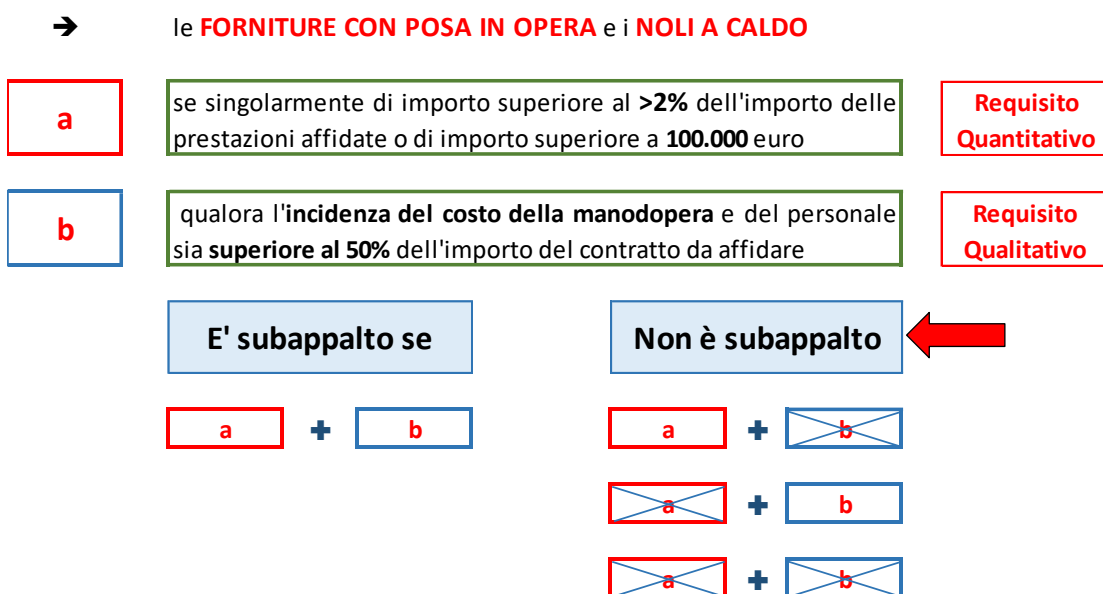 ➔ le FORNITURE CON POSA IN OPERA e i NOLI A CALDO
a
se singolarmente di importo superiore al >2% dell'importo delle
prestazioni affidate o di importo superiore a 100.000 euro
Requisito
Quantitativo
b
qualora l'incidenza del costo della manodopera e del personale
sia superiore al 50% dell'importo del contratto da affidare
Requisito
Qualitativo
E' subappalto se
Non è subappalto
a + b
a + b
a + b
a + b